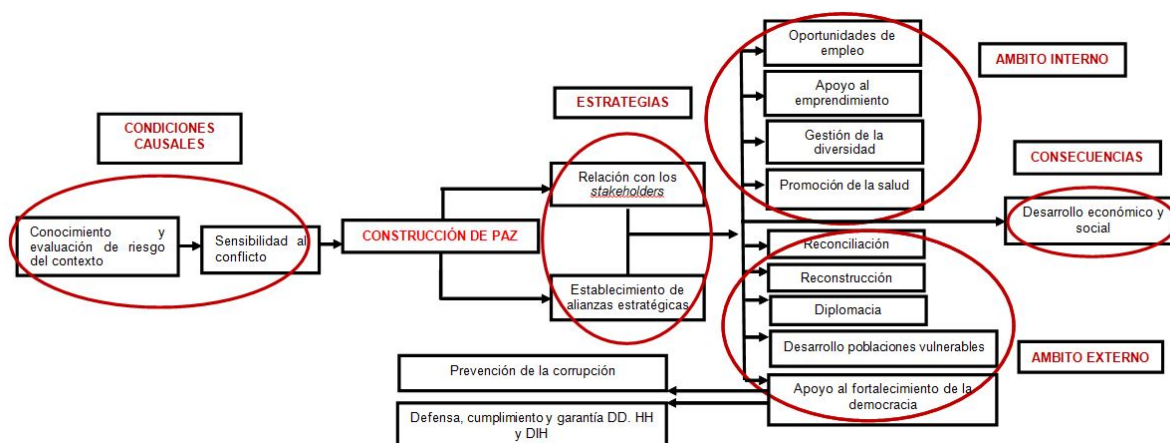 CONDICIONES
CAUSALES
Conocimiento y
evaluación de riesgo
del contexto
Sensibilidad al
conflicto
CONSTRUCCIÓN DE PAZ
ESTRATEGIAS
Relación con los
stakeholders
Establecimiento de
alianzas estratégicas
Oportunidades de
empleo
Apoyo al
emprendimiento
Gestión de la
diversidad
Promoción de la salud
AMBITO INTERNO
Reconciliación
Reconstrucción
Diplomacia
Desarrollo poblaciones vulnerables
Apoyo al fortalecimiento de la
democracia
AMBITO EXTERNO
CONSECUENCIAS
Desarrollo económico y
social
Prevención de la corrupción
Defensa, cumplimiento y garantía DD. HH
y DIH